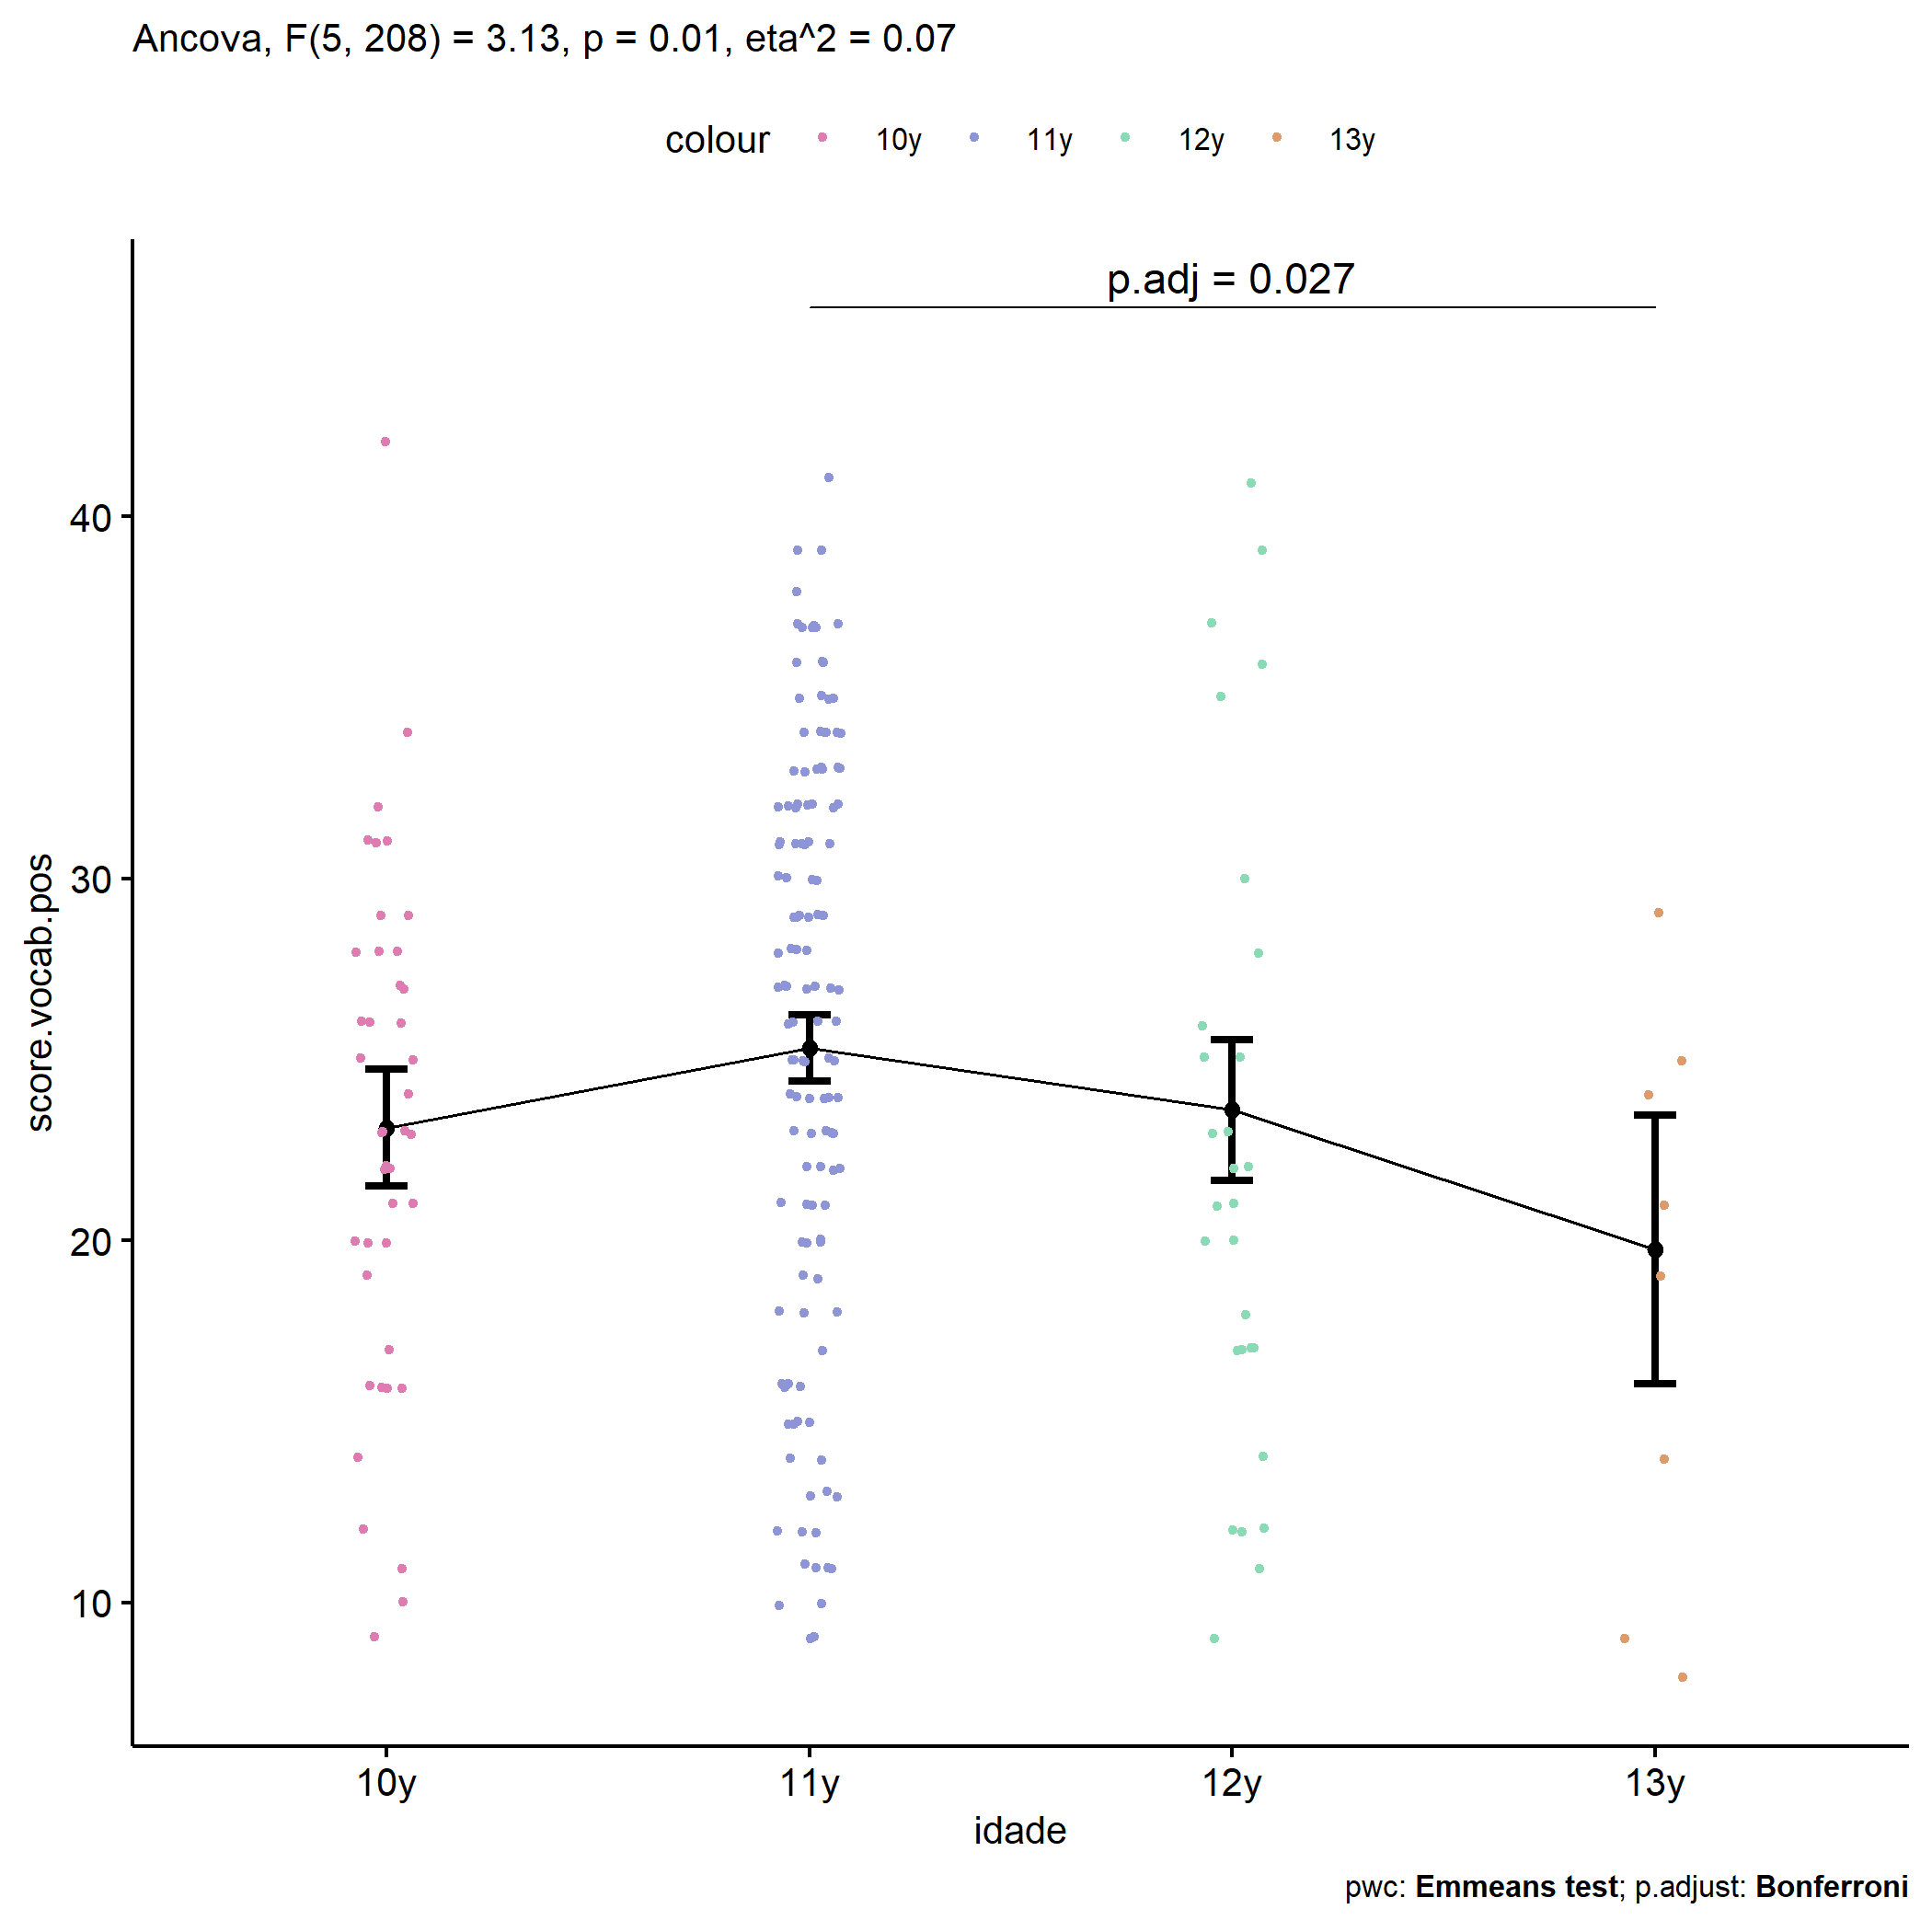 Ancova, F(5, 208) = 3.13, p = 0.01, eta^2 = 0.07
colour 10y 11y 12y 13y
p.adj = 0.027
40
30
20
10
score.vocab.pos
10y 11y 12y 13y
idade
pwc: Emmeans test; p.adjust: Bonferroni